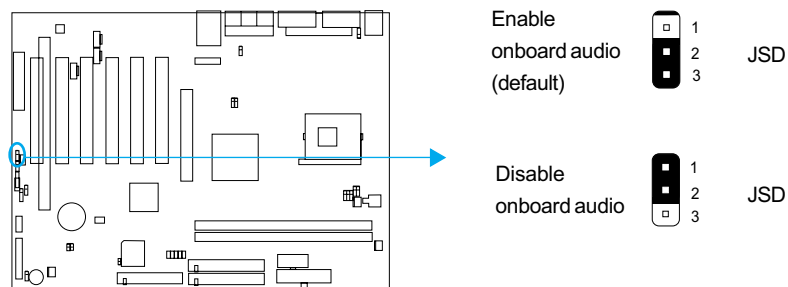 Enable
onboard audio
(default)
1
2
3
JSD
Disable
onboard audio
1
2
3
JSD